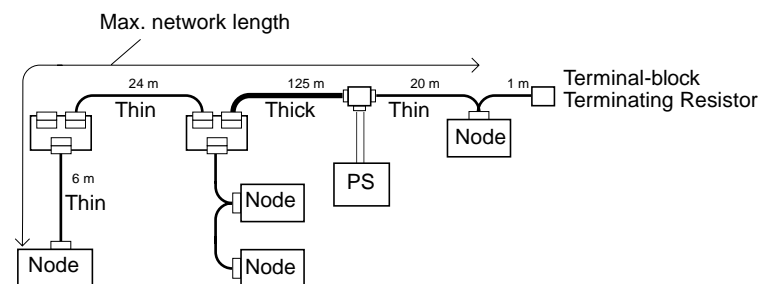 Max. network length
24 m
125 m
20 m
1 m
Terminal-block
Terminating Resistor
Thin
Thick
Thin
Node
6 m
Thin
PS
Node
Node
Node